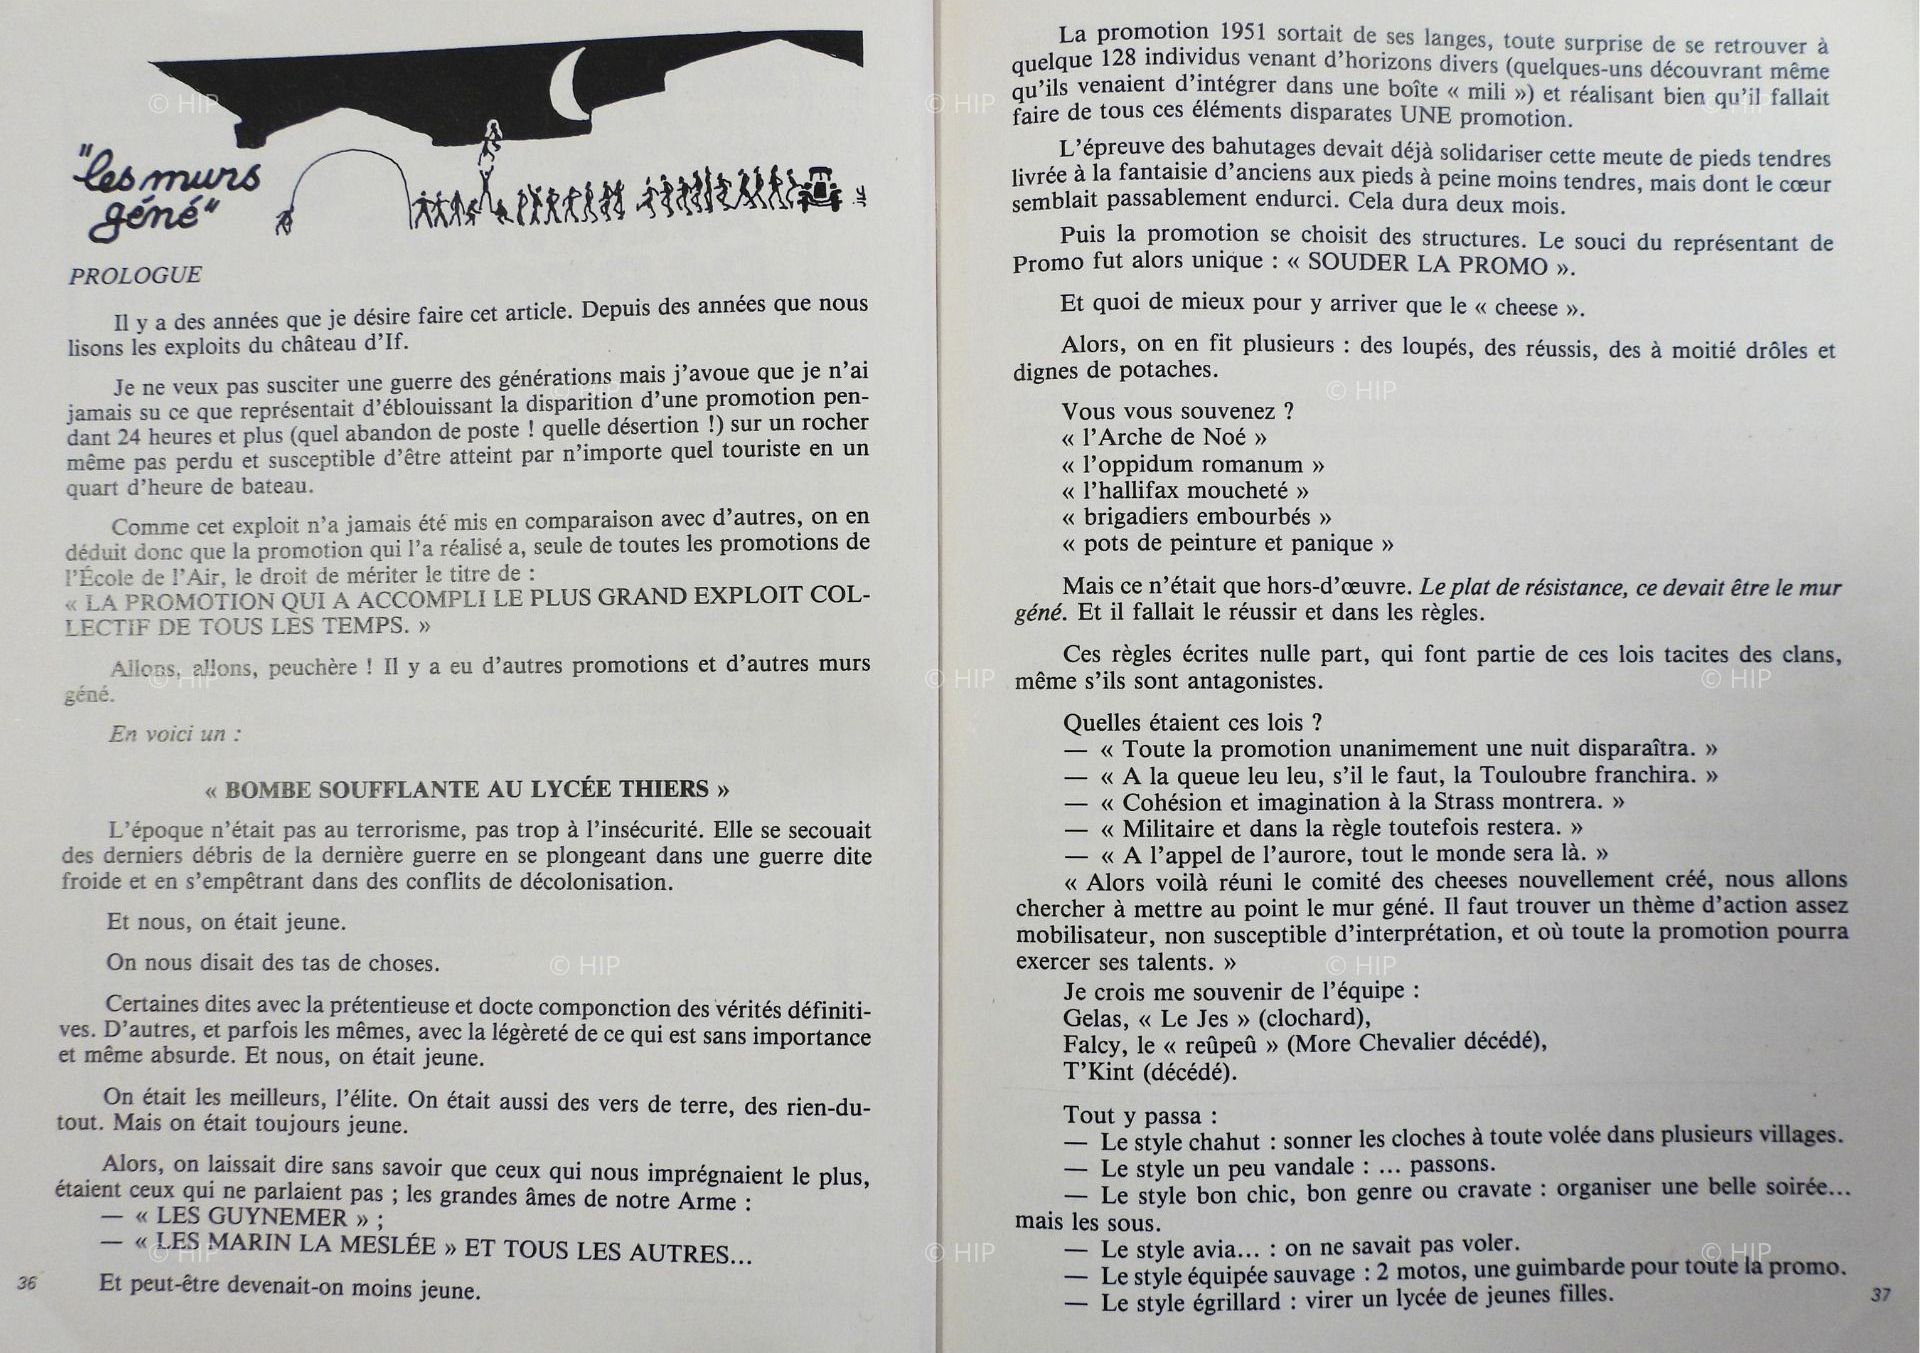 "les murs
géné"
PROLOGUE
Il y a des années que je désire faire cet article. Depuis des années que nous
lisons les exploits du château d'If.
Je ne veux pas susciter une guerre des générations mais j'avoue que je n'ai
jamais su ce que représentait d'éblouissant la disparition d'une promotion pen-
dant 24 heures et plus (quel abandon de poste ! quelle désertion !) sur un rocher
même pas perdu et susceptible d'être atteint par n'importe quel touriste en un
quart d'heure de bateau.
Comme cet exploit n'a jamais été mis en comparaison avec d'autres, on en
déduit donc que la promotion qui l'a réalisé a, seule de toutes les promotions de
l'École de l'Air, le droit de mériter le titre de :
« LA PROMOTION QUI A ACCOMPLI LE PLUS GRAND EXPLOIT COL-
LECTIF DE TOUS LES TEMPS. »
Allons, allons, peuchère ! Il y a eu d'autres promotions et d'autres murs
géné.
En voici un :
« BOMBE SOUFFLANTE AU LYCÉE THIERS »
L'époque n'était pas au terrorisme, pas trop à l'insécurité. Elle se secouait
des derniers débris de la dernière guerre en se plongeant dans une guerre dite
froide et en s'empêtrant dans des conflits de décolonisation.
Et nous, on était jeune.
On nous disait des tas de choses.
Certaines dites avec la prétentieuse et docte componction des vérités définiti-
ves. D'autres, et parfois les mêmes, avec la légèreté de ce qui est sans importance
et même absurde. Et nous, on était jeune.
On était les meilleurs, l'élite. On était aussi des vers de terre, des rien-du-
tout. Mais on était toujours jeune.
Alors, on laissait dire sans savoir que ceux qui nous imprégnaient le plus,
étaient ceux qui ne parlaient pas ; les grandes âmes de notre Arme :
— « LES GUYNEMER » ;
— « LES MARIN LA MESLÉE » ET TOUS LES AUTRES...
Et peut-être devenait-on moins jeune.
36
La promotion 1951 sortait de ses langes, toute surprise de se retrouver à
quelque 128 individus venant d'horizons divers (quelques-uns découvrant même
qu'ils venaient d'intégrer dans une boîte « mili ») et réalisant bien qu'il fallait
faire de tous ces éléments disparates UNE promotion.
L'épreuve des bahutages devait déjà solidariser cette meute de pieds tendres
livrée à la fantaisie d'anciens aux pieds à peine moins tendres, mais dont le cœur
semblait passablement endurci. Cela dura deux mois.
Puis la promotion se choisit des structures. Le souci du représentant de
Promo fut alors unique : « SOUDER LA PROMO ».
Et quoi de mieux pour y arriver que le « cheese ».
Alors, on en fit plusieurs : des loupés, des réussis, des à moitié drôles et
dignes de potaches.
Vous vous souvenez ?
« l'Arche de Noé »
« l'oppidum romanum »
« l'hallifax moucheté »
« brigadiers embourbés »
« pots de peinture et panique »
Mais ce n'était que hors-d'œuvre. Le plat de résistance, ce devait être le mur
géné. Et il fallait le réussir et dans les règles.
Ces règles écrites nulle part, qui font partie de ces lois tacites des clans,
même s'ils sont antagonistes.
Quelles étaient ces lois ?
— « Toute la promotion unanimement une nuit disparaîtra. »
— « A la queue leu leu, s'il le faut, la Touloubre franchira. »
— « Cohésion et imagination à la Strass montrera. »
— « Militaire et dans la règle toutefois restera. »
— « A l'appel de l'aurore, tout le monde sera là. »
« Alors voilà réuni le comité des cheeses nouvellement créé, nous allons
chercher à mettre au point le mur géné. Il faut trouver un thème d'action assez
mobilisateur, non susceptible d'interprétation, et où toute la promotion pourra
exercer ses talents. »
Je crois me souvenir de l'équipe :
Gelas, « Le Jes » (clochard),
Falcy, le « reûpeû » (More Chevalier décédé),
T'Kint (décédé).
Tout y passa :
— Le style chahut : sonner les cloches à toute volée dans plusieurs villages.
— Le style un peu vandale : ... passons.
— Le style bon chic, bon genre ou cravate : organiser une belle soirée...
mais les sous.
— Le style avia... : on ne savait pas voler.
— Le style équipée sauvage : 2 motos, une guimbarde pour toute la promo.
— Le style égrillard : virer un lycée de jeunes filles.
37
© HIP
© HIP
© HIP
© HIP
© HIP
© HIP
© HIP
© HIP
© HIP
© HIP
© HIP
© HIP
© HIP